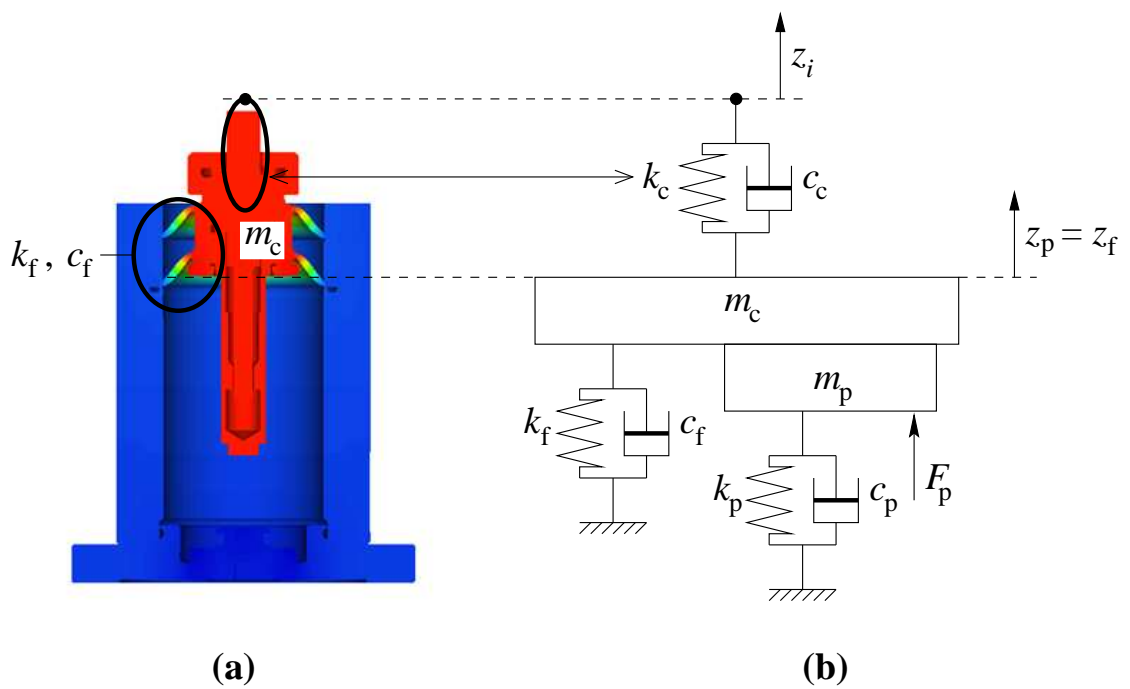 z_i
k_c
c_c
m_c
z_p = z_f
k_f , c_f
m_c
m_p
k_f
c_f
k_p
c_p
F_p
(a)
(b)